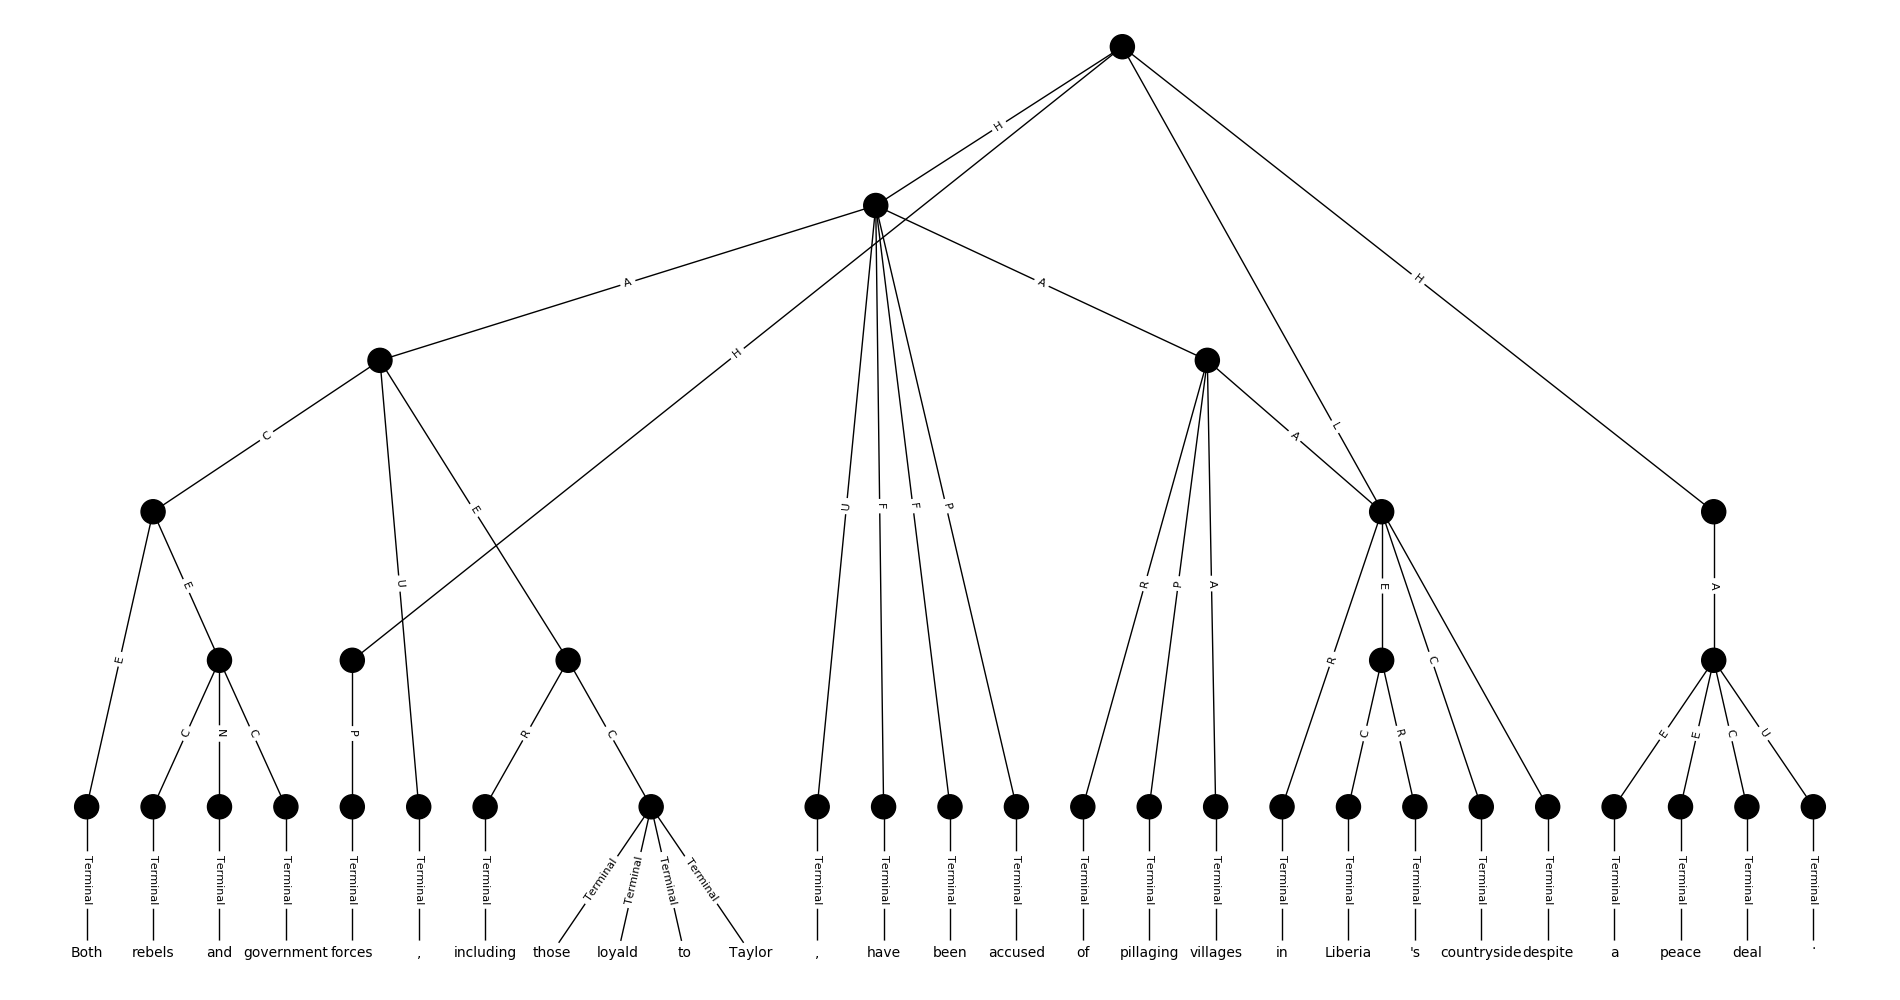 H
A A H H
C L
A
E U F F P
E U R P A E A
E R C
C N C P R C C R E E C U
Terminal Terminal Terminal Terminal Terminal Terminal Terminal Terminal Terminal Terminal Terminal Terminal Terminal Terminal Terminal Terminal Terminal Terminal Terminal Terminal Terminal Terminal Terminal Terminal Terminal Terminal Terminal
Both rebels and government forces , including those loyald to Taylor , have been accused of pillaging villages in Liberia 's countryside despite a peace deal .